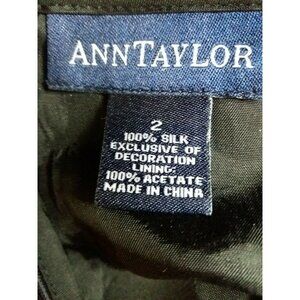 ANNTAYLOR
2
100% SILK
EXCLUSIVE OF
DECORATION
LINING:
100% ACETATE
MADE IN CHINA